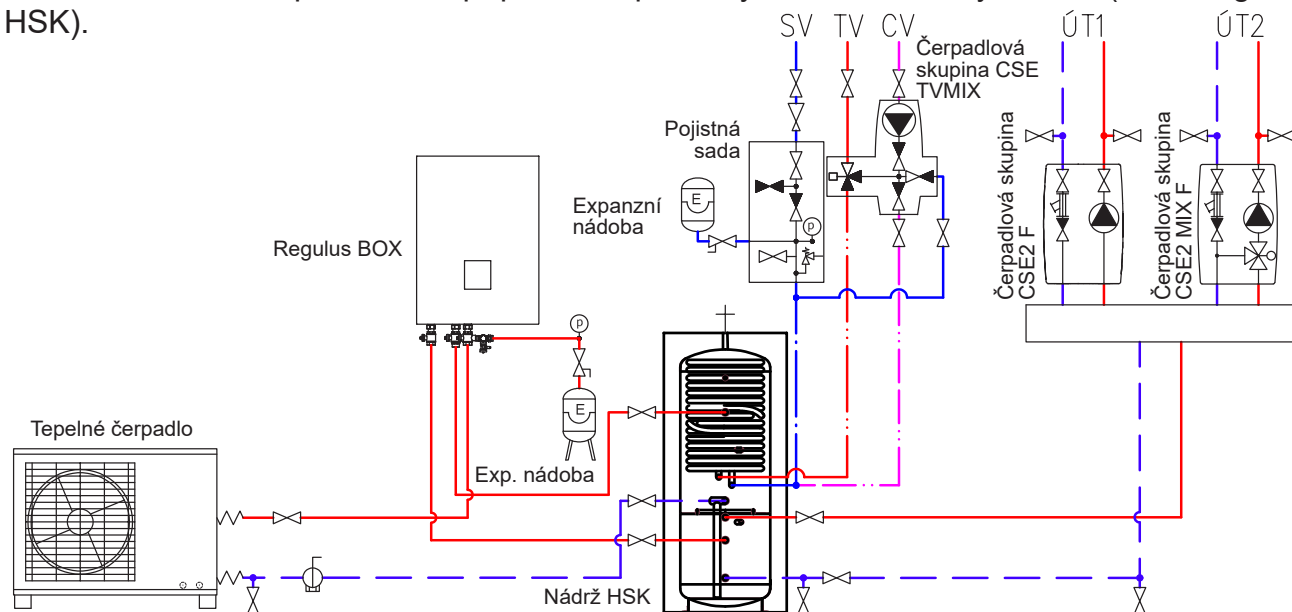 HSK).
SV
TV
CV
ÚT1
ÚT2
Čerpadlová
skupina CSE
TVMIX
Pojistná
sada
Čerpadlová skupina
CSE2 F
Čerpadlová skupina
CSE2 MIX F
Expanzní
nádoba
E
p
Regulus BOX
p
E
Tepelné čerpadlo
Exp. nádoba
Nádrž HSK